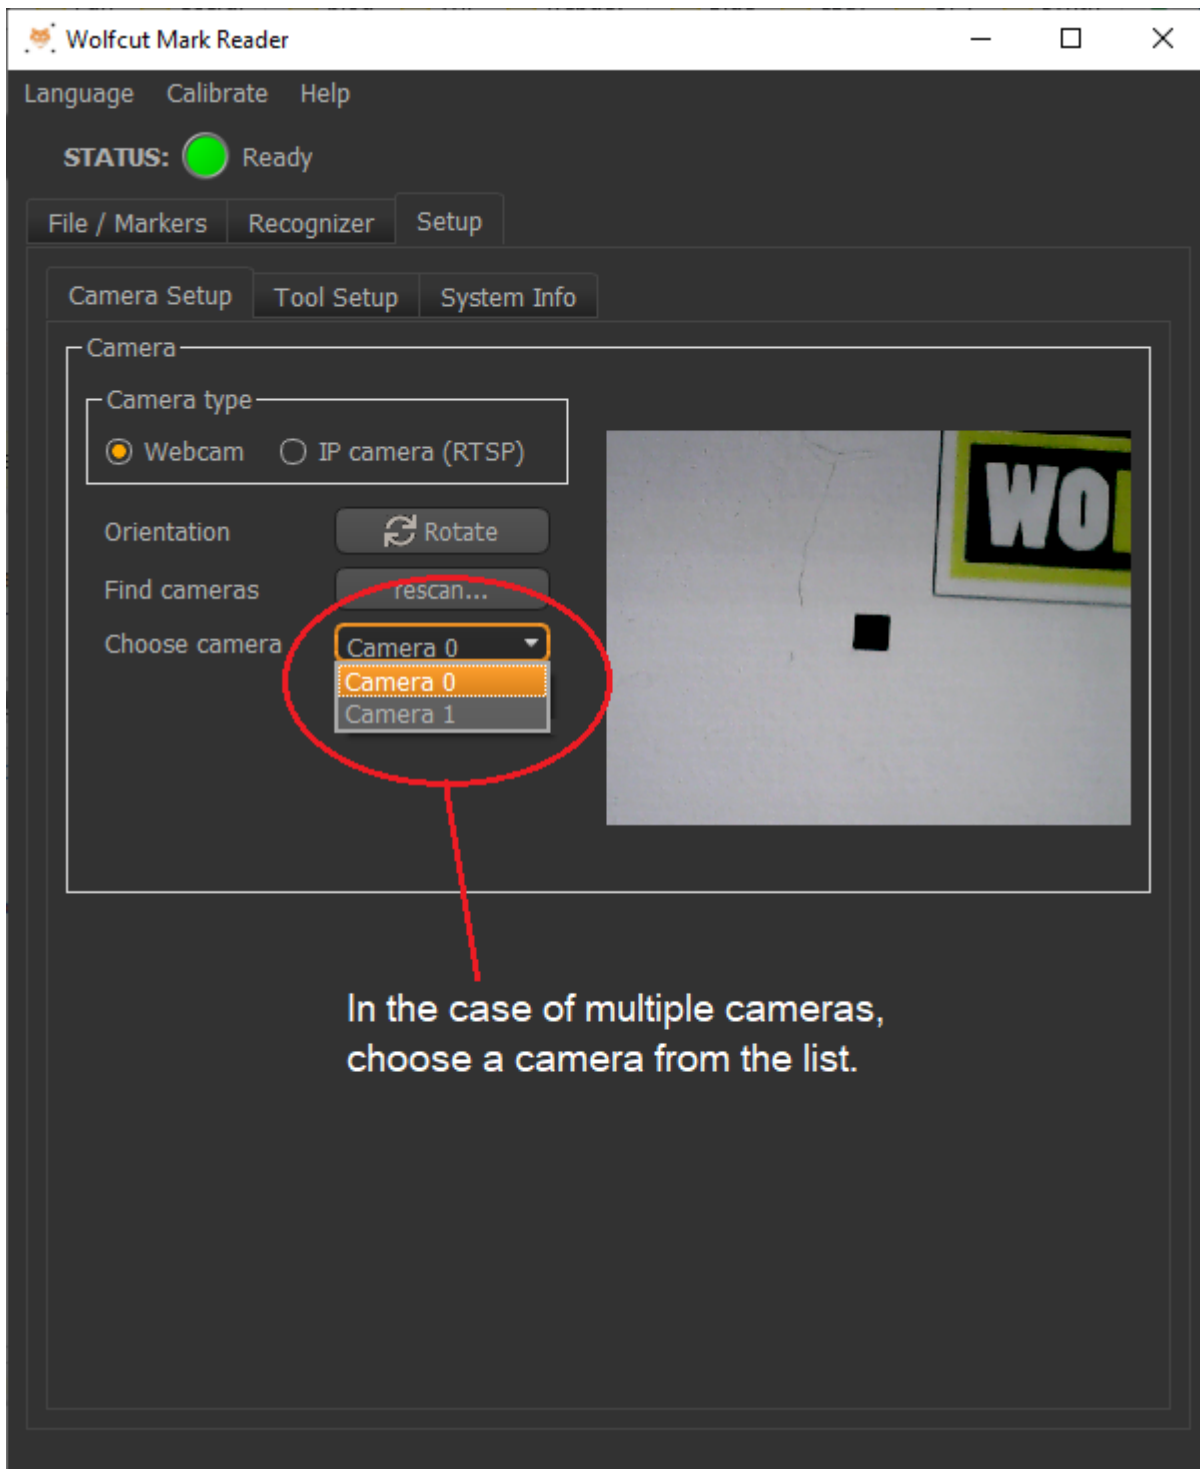 Wolfcut Mark Reader
Language Calibrate Help
STATUS: Ready
File / Markers Recognizer Setup
Camera Setup Tool Setup System Info
Camera
Camera type
Webcam IP camera (RTSP)
WO
Orientation Rotate
Find cameras rescan...
Choose camera Camera 0
Camera 0
Camera 1
In the case of multiple cameras,
choose a camera from the list.